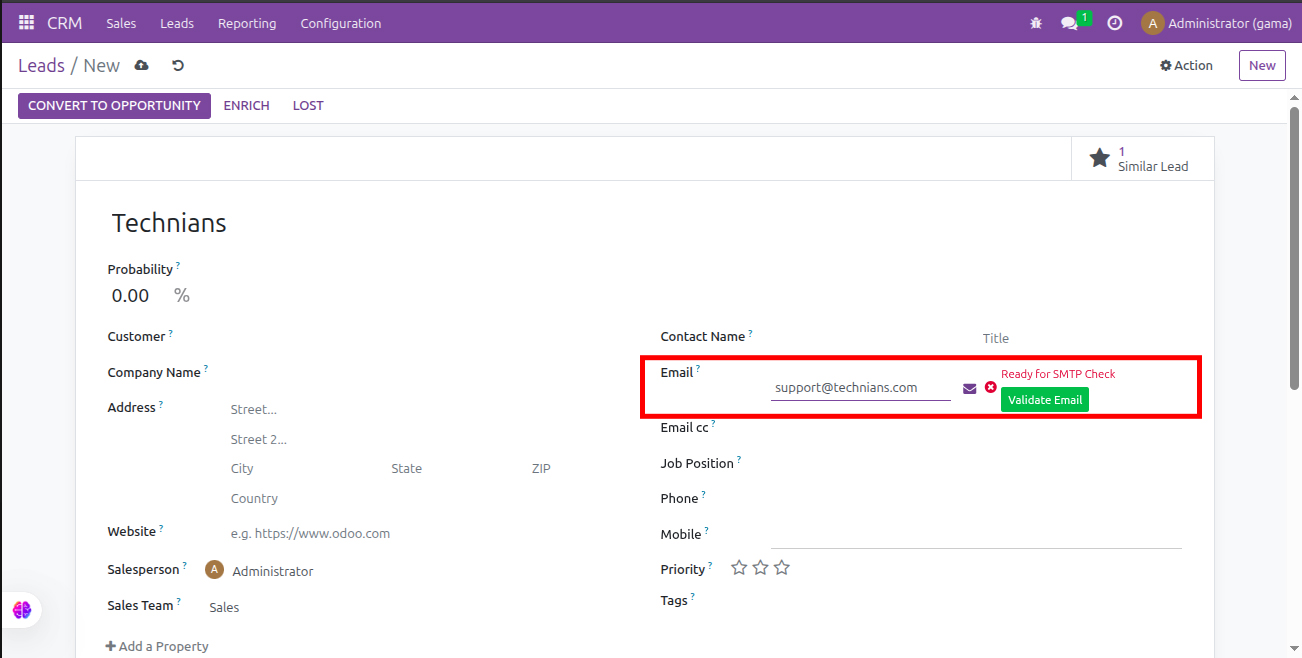 CRM Sales Leads Reporting Configuration 1 A Administrator (gama)
Leads / New Action New
CONVERT TO OPPORTUNITY ENRICH LOST
1
Similar Lead
Technians
Probability ?
0.00 %
Customer ?
Contact Name ? Title
Company Name ?
Email ? Ready for SMTP Check
support@technians.com Validate Email
Address ? Street...
Street 2...
City State ZIP
Country
Email cc ?
Job Position ?
Phone ?
Website ? e.g. https://www.odoo.com
Mobile ?
Salesperson ? A Administrator
Priority ?
Sales Team ? Sales
Tags ?
Add a Property